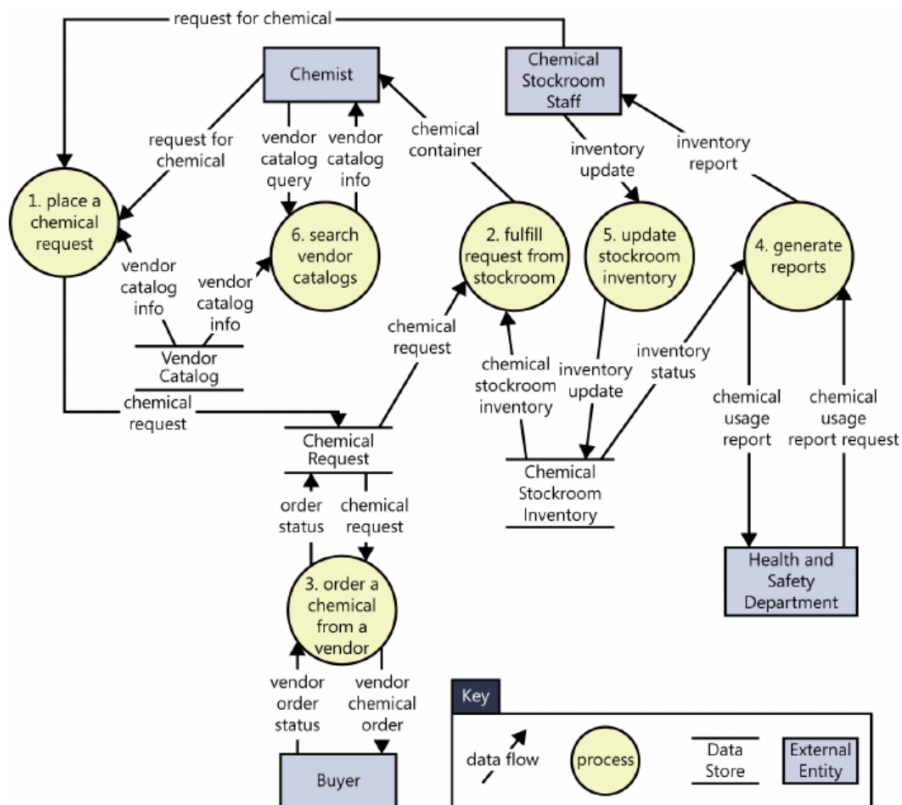 request for chemical
Chemist
Chemical
Stockroom
Staff
request for
chemical
vendor
catalog
query
vendor
catalog
info
chemical
container
inventory
update
inventory
report
1. place a
chemical
request
6. search
vendor
catalogs
2. fulfill
request from
stockroom
5. update
stockroom
inventory
4. generate
reports
vendor
catalog
info
vendor
catalog
info
Vendor
Catalog
chemical
request
chemical
request
chemical
stockroom
inventory
inventory
update
inventory
status
chemical
usage
report
chemical
usage
report request
Chemical
Request
Chemical
Stockroom
Inventory
order
status
chemical
request
Health and
Safety
Department
3. order a
chemical
from a
vendor
vendor
order
status
vendor
chemical
order
Buyer
Key
data flow
process
Data
Store
External
Entity